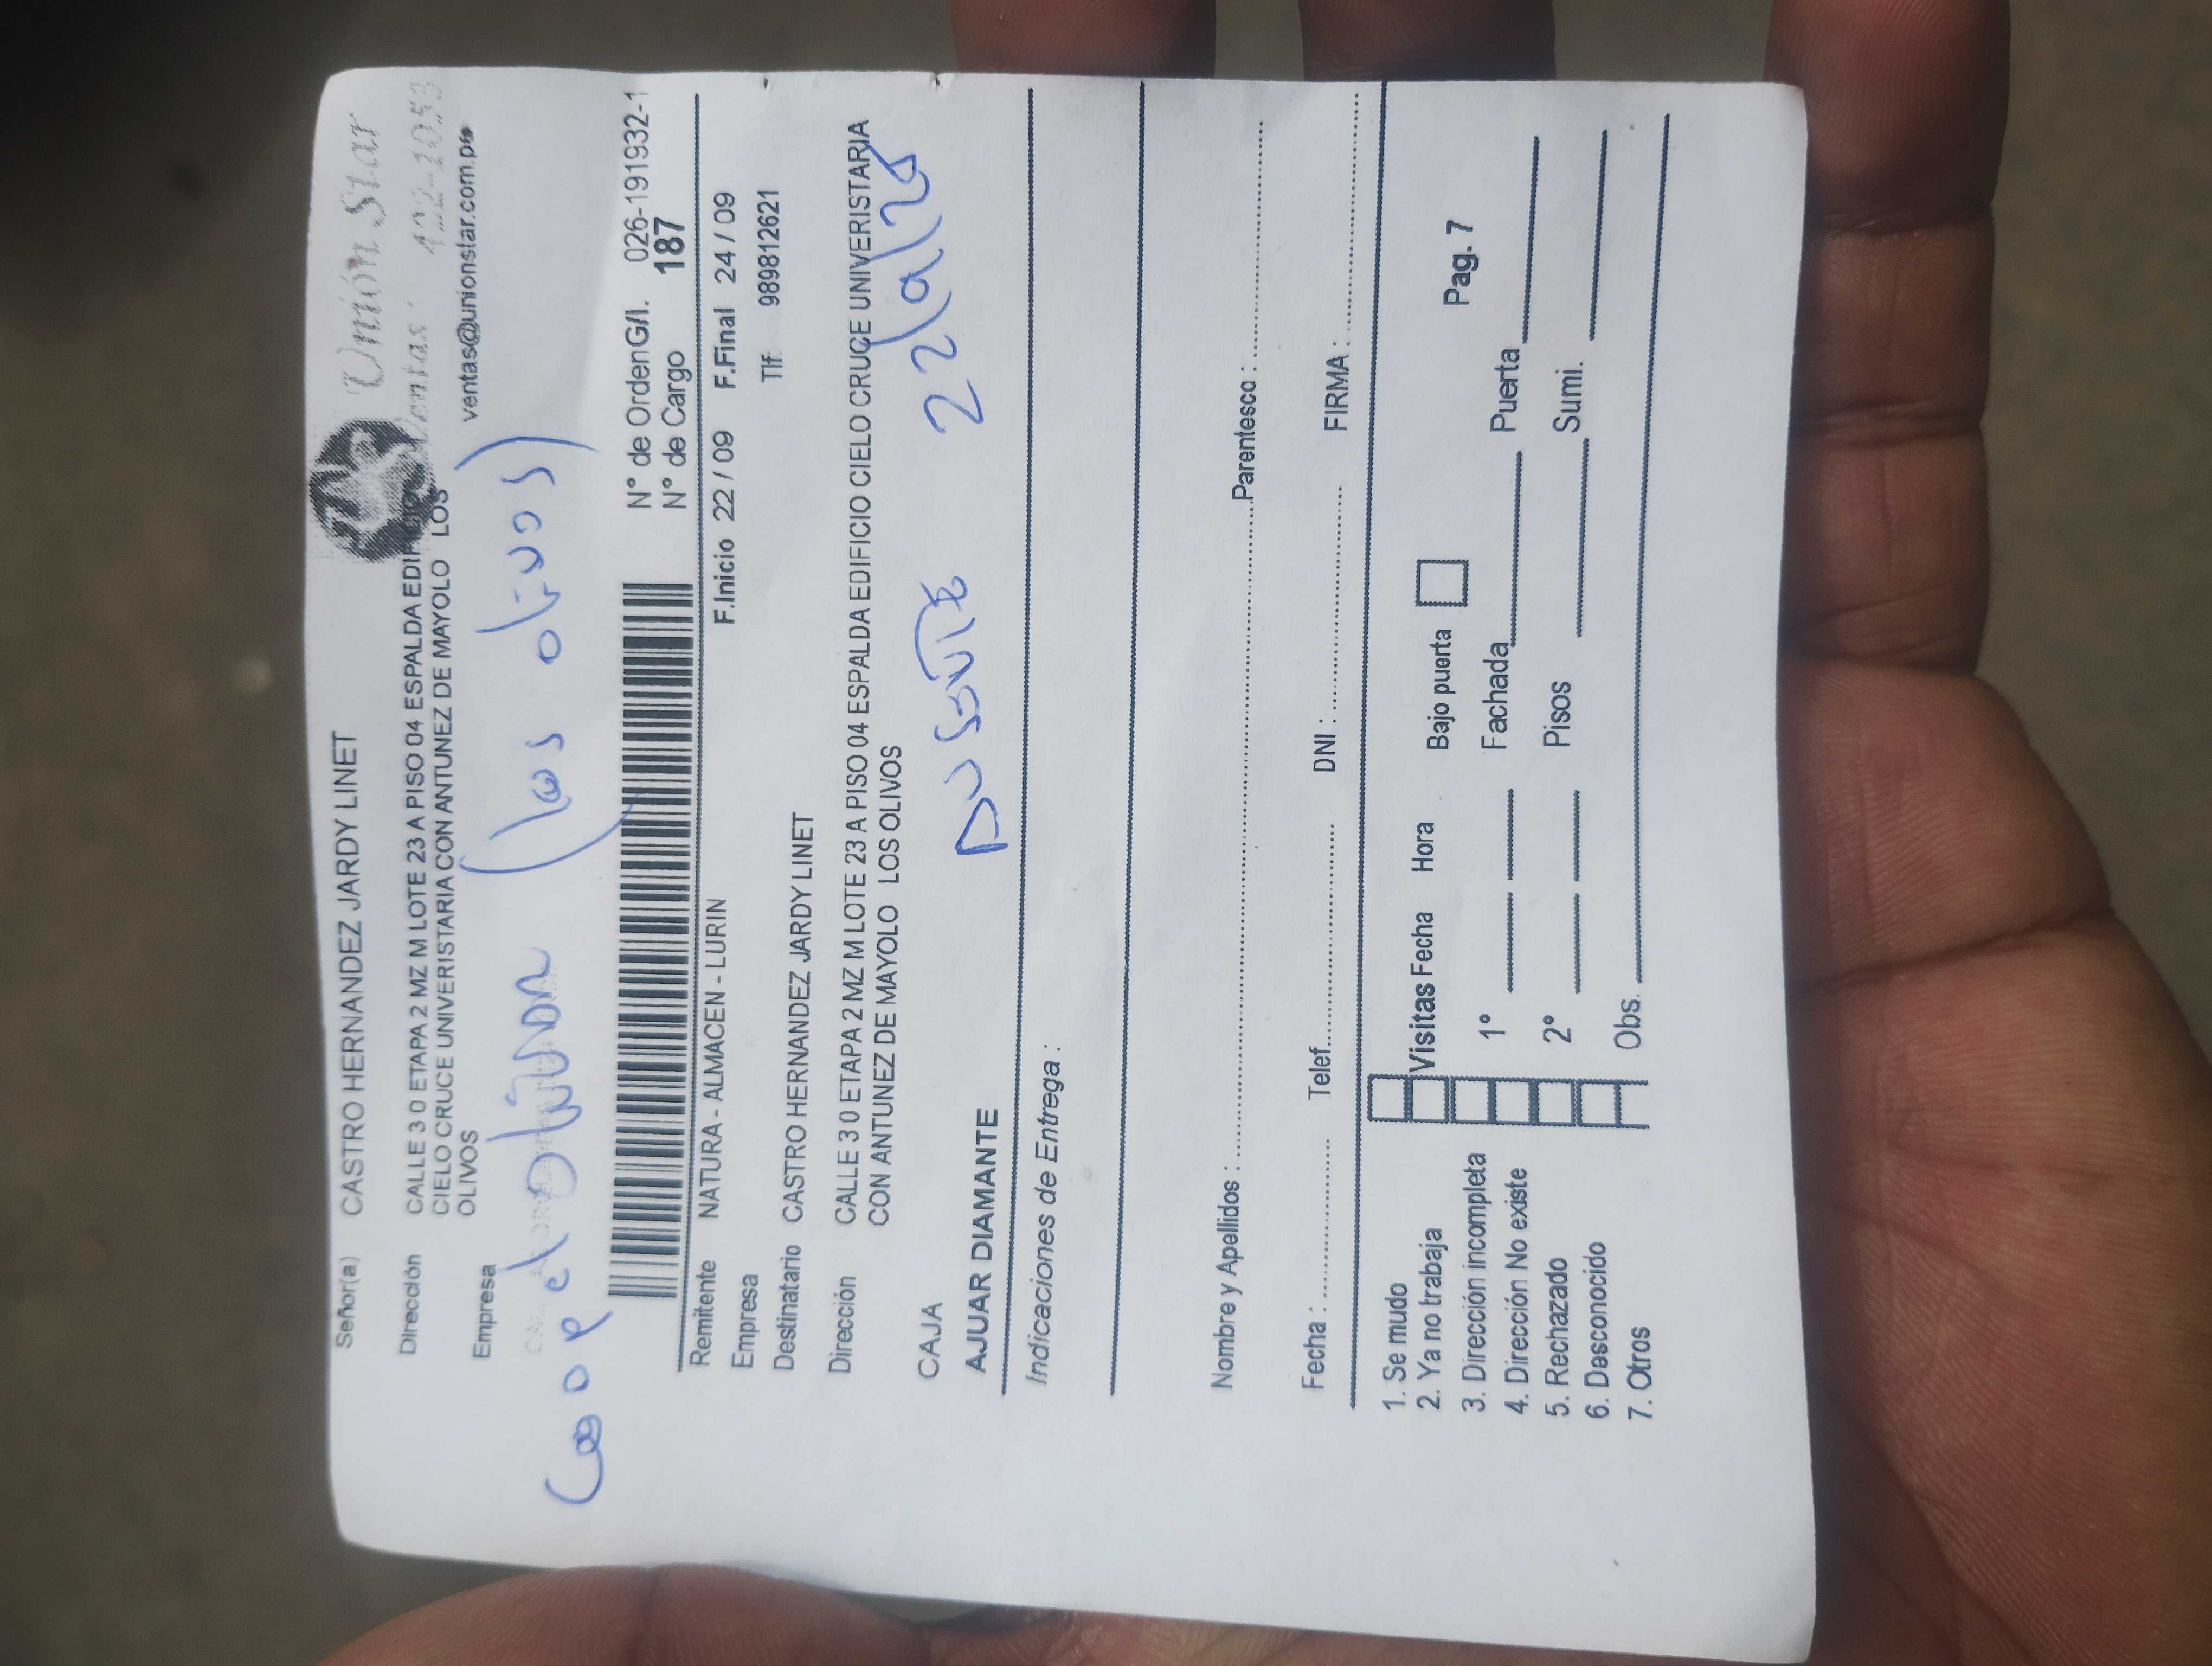 Unión Star
Señor(a) CASTRO HERNANDEZ JARDY LINET
Ventas: 422-1053
Dirección CALLE 3 0 ETAPA 2 MZ M LOTE 23 A PISO 04 ESPALDA EDIFICIO
CIELO CRUCE UNIVERISTARIA CON ANTUNEZ DE MAYOLO LOS
OLIVOS
ventas@unionstar.com.pe
Empresa
(los olivos)
N° de OrdenG/I. 026-191932-1
N° de Cargo 187
Remitente NATURA - ALMACEN - LURIN F.Inicio 22 / 09 F.Final 24 / 09
Empresa Tlf: 989812621
Destinatario CASTRO HERNANDEZ JARDY LINET
Dirección CALLE 3 0 ETAPA 2 MZ M LOTE 23 A PISO 04 ESPALDA EDIFICIO CIELO CRUCE UNIVERISTARIA
CON ANTUNEZ DE MAYOLO LOS OLIVOS
CAJA
AJUAR DIAMANTE
Indicaciones de Entrega :
Nombre y Apellidos : Parentesco :
Fecha : Telef. DNI : FIRMA :
1. Se mudo
2. Ya no trabaja Visitas Fecha Hora Bajo puerta Pag. 7
3. Dirección incompleta
4. Dirección No existe 1° Fachada Puerta
5. Rechazado
6. Desconocido 2° Pisos Sumi.
7. Otros Obs.